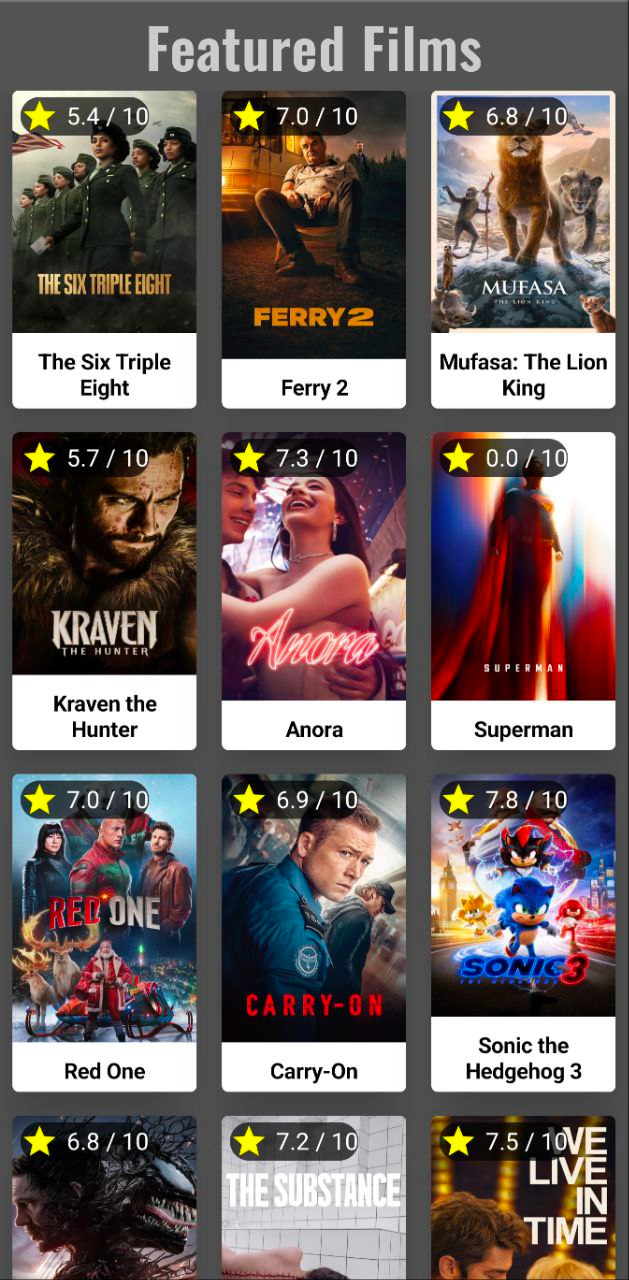 Featured Films
5.4 / 10
THE SIX TRIPLE EIGHT
The Six Triple
Eight
7.0 / 10
FERRY 2
Ferry 2
6.8 / 10
MUFASA
THE LION KING
Mufasa: The Lion
King
5.7 / 10
KRAVEN
THE HUNTER
Kraven the
Hunter
7.3 / 10
Anora
Anora
0.0 / 10
SUPERMAN
Superman
7.0 / 10
RED ONE
Red One
6.9 / 10
CARRY-ON
Carry-On
7.8 / 10
SONIC 3
THE HEDGEHOG
Sonic the
Hedgehog 3
6.8 / 10
7.2 / 10
THE SUBSTANCE
7.5 / 10
WE
LIVE
IN
TIME